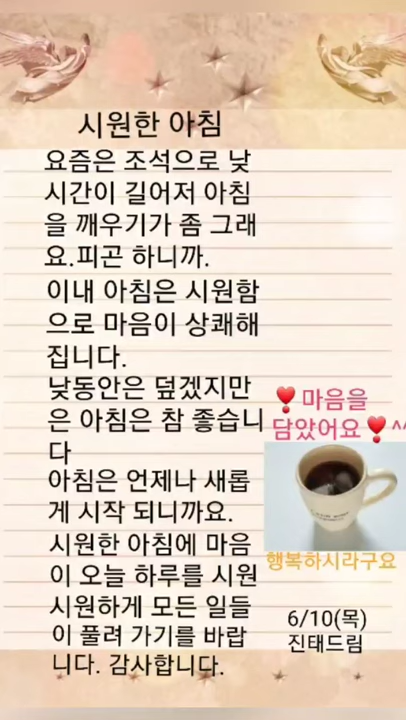 시원한 아침
요즘은 조석으로 낮
시간이 길어저 아침
을 깨우기가 좀 그래
요.피곤 하니까.
이내 아침은 시원함
으로 마음이 상쾌해
집니다.
낮동안은 덮겠지만
은 아침은 참 좋습니
다
아침은 언제나 새롭
게 시작 되니까요.
시원한 아침에 마음
이 오늘 하루를 시원
시원하게 모든 일들
이 풀려 가기를 바랍
니다. 감사합니다.
❣️마음을
담았어요❣️^^
행복하시라구요
6/10(목)
진태드림